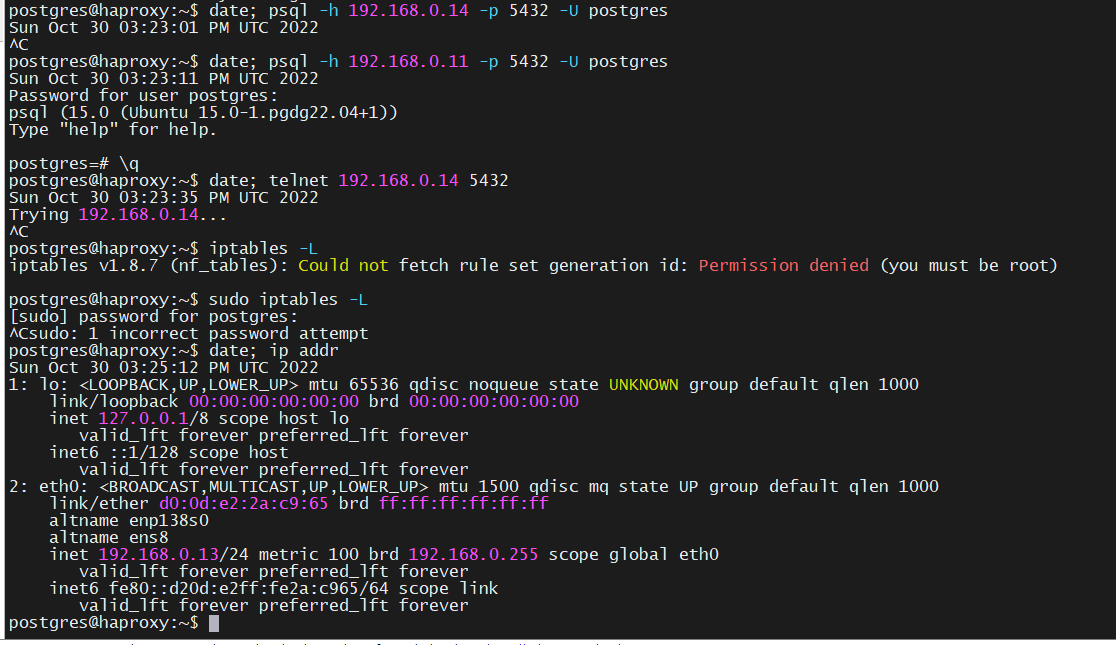 postgres@haproxy:~$ date; psql -h 192.168.0.14 -p 5432 -U postgres
Sun Oct 30 03:23:01 PM UTC 2022
^C
postgres@haproxy:~$ date; psql -h 192.168.0.11 -p 5432 -U postgres
Sun Oct 30 03:23:11 PM UTC 2022
Password for user postgres:
psql (15.0 (Ubuntu 15.0-1.pgdg22.04+1))
Type "help" for help.
postgres=# \q
postgres@haproxy:~$ date; telnet 192.168.0.14 5432
Sun Oct 30 03:23:35 PM UTC 2022
Trying 192.168.0.14...
^C
postgres@haproxy:~$ iptables -L
iptables v1.8.7 (nf_tables): Could not fetch rule set generation id: Permission denied (you must be root)
postgres@haproxy:~$ sudo iptables -L
[sudo] password for postgres:
^Csudo: 1 incorrect password attempt
postgres@haproxy:~$ date; ip addr
Sun Oct 30 03:25:12 PM UTC 2022
1: lo: <LOOPBACK,UP,LOWER_UP> mtu 65536 qdisc noqueue state UNKNOWN group default qlen 1000
    link/loopback 00:00:00:00:00:00 brd 00:00:00:00:00:00
    inet 127.0.0.1/8 scope host lo
       valid_lft forever preferred_lft forever
    inet6 ::1/128 scope host
       valid_lft forever preferred_lft forever
2: eth0: <BROADCAST,MULTICAST,UP,LOWER_UP> mtu 1500 qdisc mq state UP group default qlen 1000
    link/ether d0:0d:e2:2a:c9:65 brd ff:ff:ff:ff:ff:ff
    altname enp138s0
    altname ens8
    inet 192.168.0.13/24 metric 100 brd 192.168.0.255 scope global eth0
       valid_lft forever preferred_lft forever
    inet6 fe80::d20d:e2ff:fe2a:c965/64 scope link
       valid_lft forever preferred_lft forever
postgres@haproxy:~$